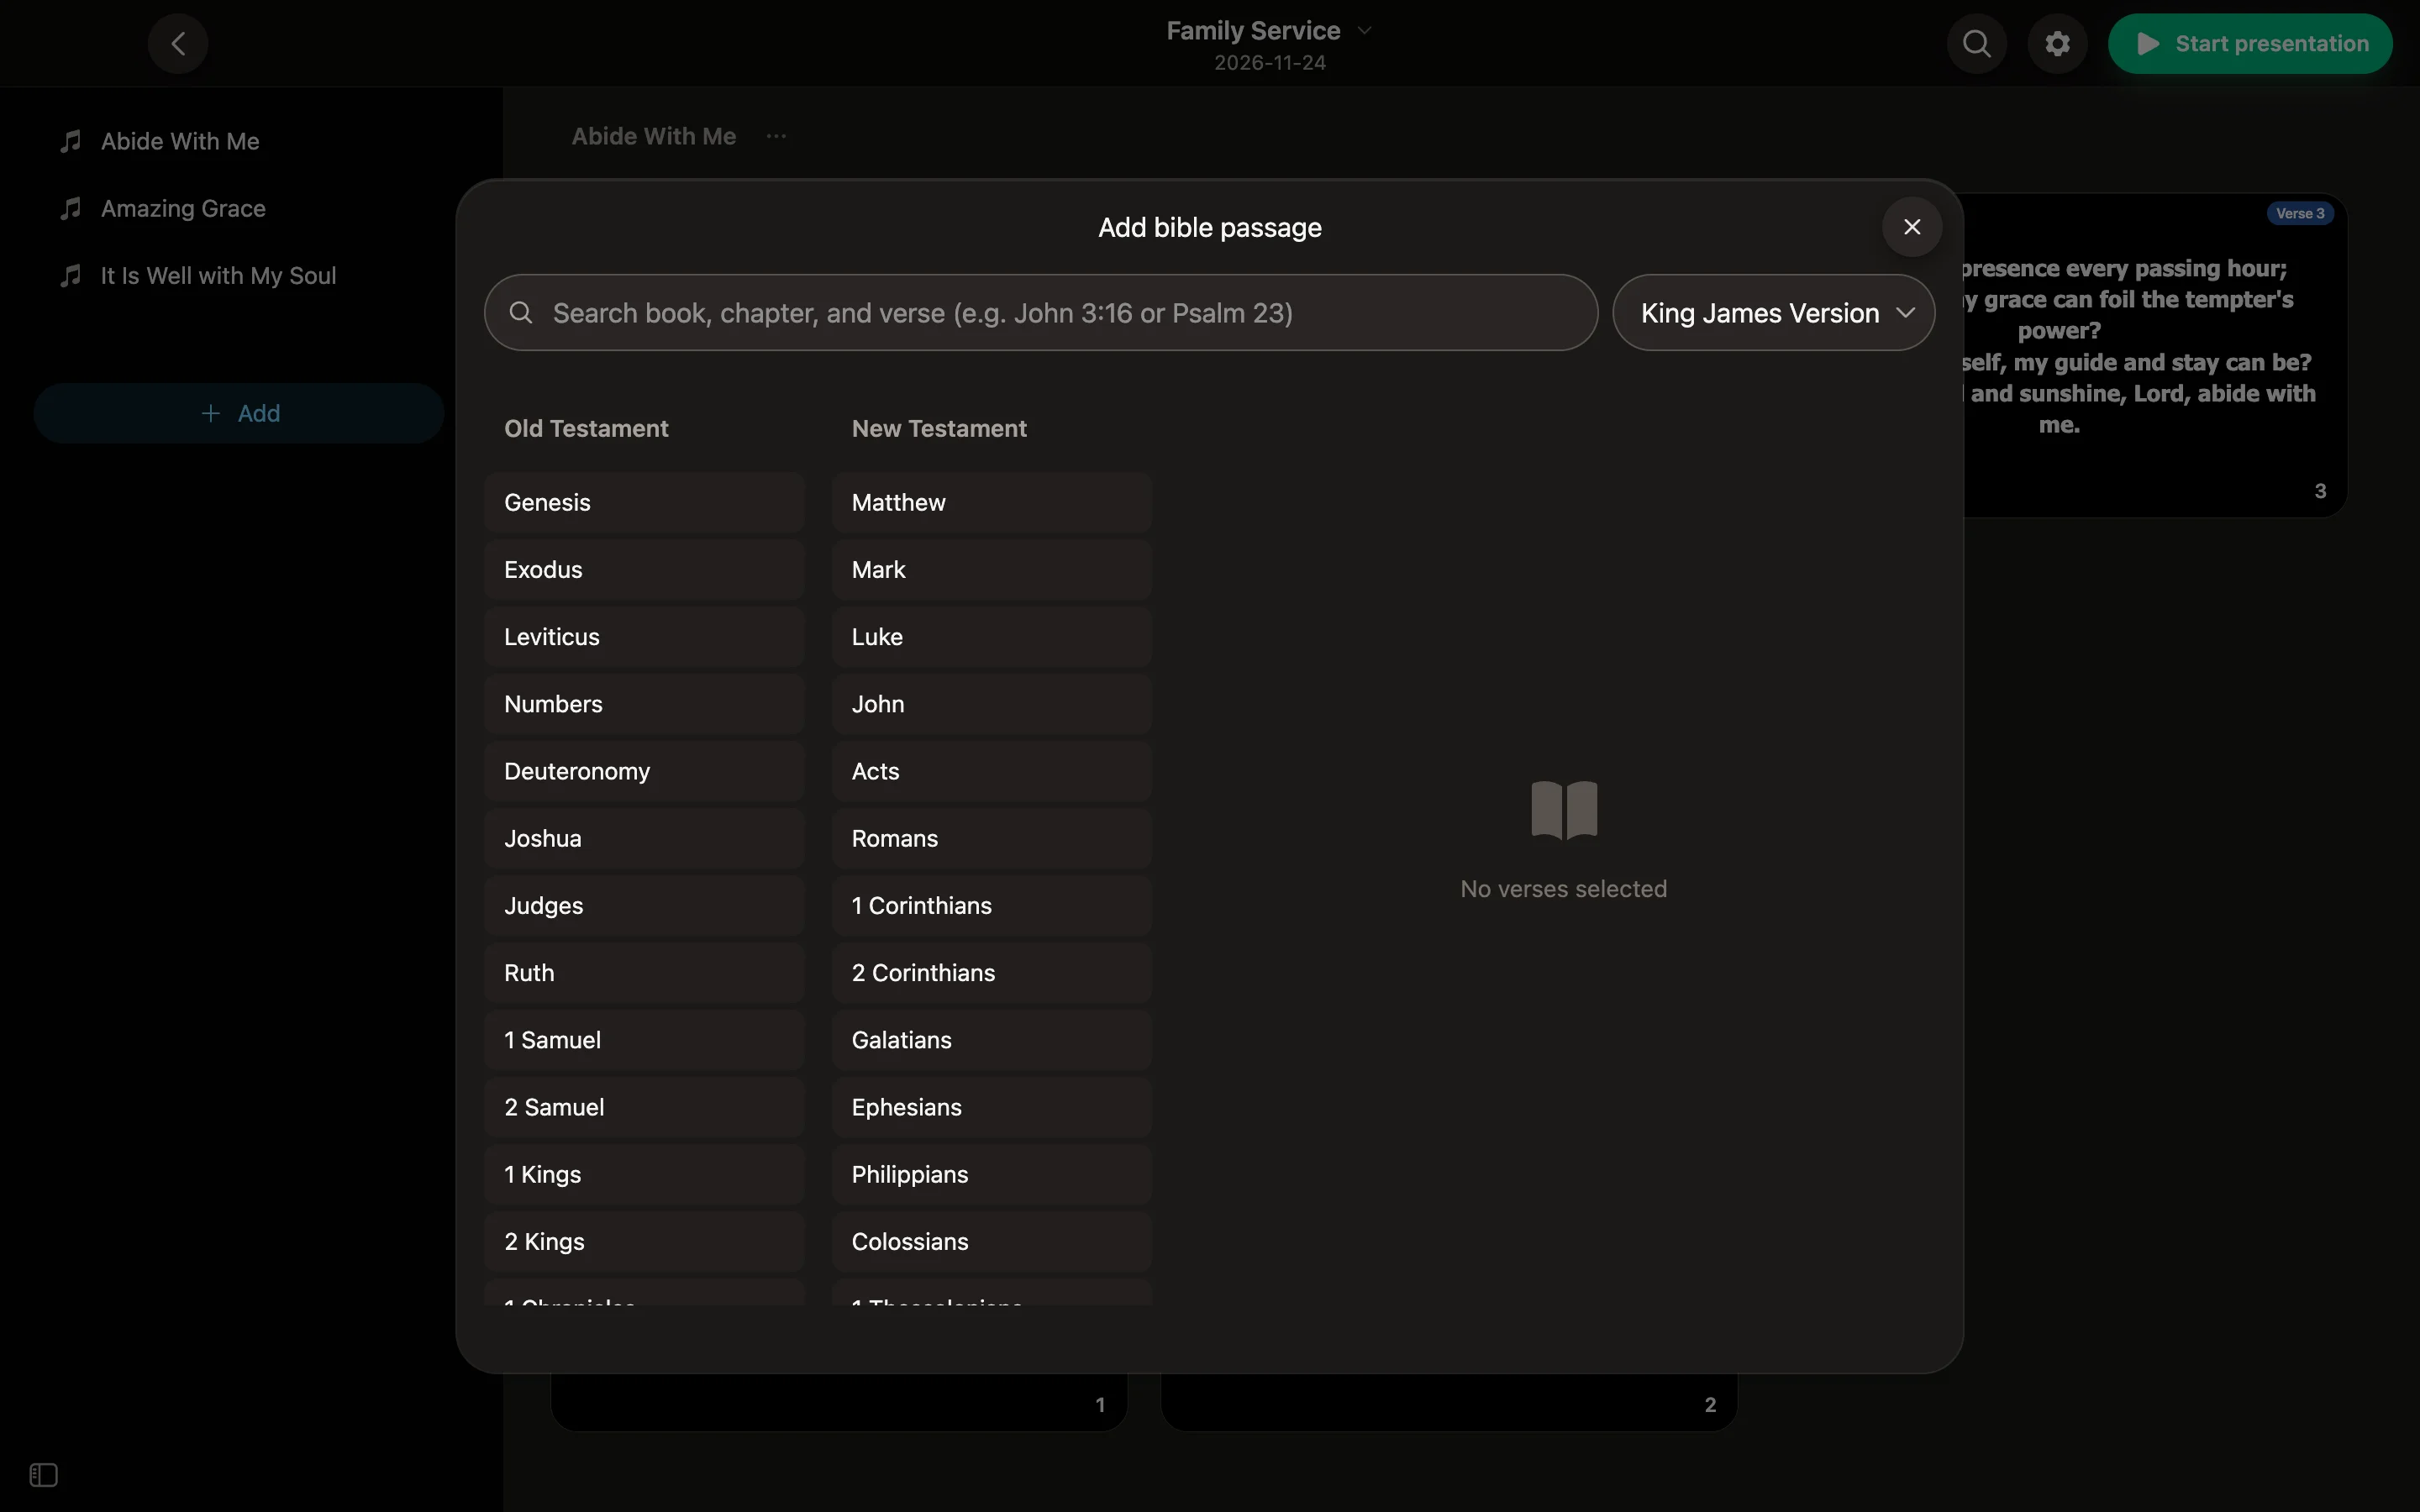 Family Service
2026-11-24
Start presentation
Abide With Me
Amazing Grace
It Is Well with My Soul
Add
Abide With Me
Add bible passage
Search book, chapter, and verse (e.g. John 3:16 or Psalm 23)
King James Version
Old Testament
Genesis
Exodus
Leviticus
Numbers
Deuteronomy
Joshua
Judges
Ruth
1 Samuel
2 Samuel
1 Kings
2 Kings
1 Chronicles
New Testament
Matthew
Mark
Luke
John
Acts
Romans
1 Corinthians
2 Corinthians
Galatians
Ephesians
Philippians
Colossians
1 Thessalonians
No verses selected
Verse 3
presence every passing hour;
grace can foil the tempter's
power?
self, my guide and stay can be?
and sunshine, Lord, abide with
me.
3
1
2